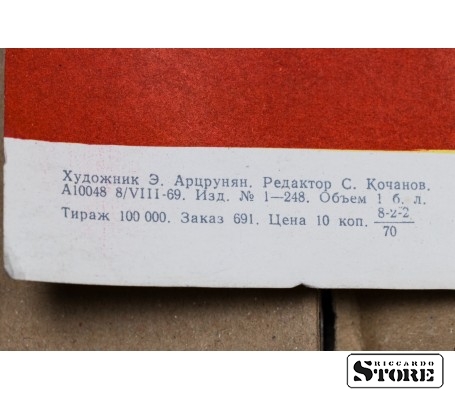 Художник Э. Арцрунян. Редактор С. Кочанов.
А10048 8/VIII-69. Изд. № 1—248. Объем 1 б. л.
Тираж 100 000. Заказ 691. Цена 10 коп. 8-2-2
70
RICCARDO
STORE